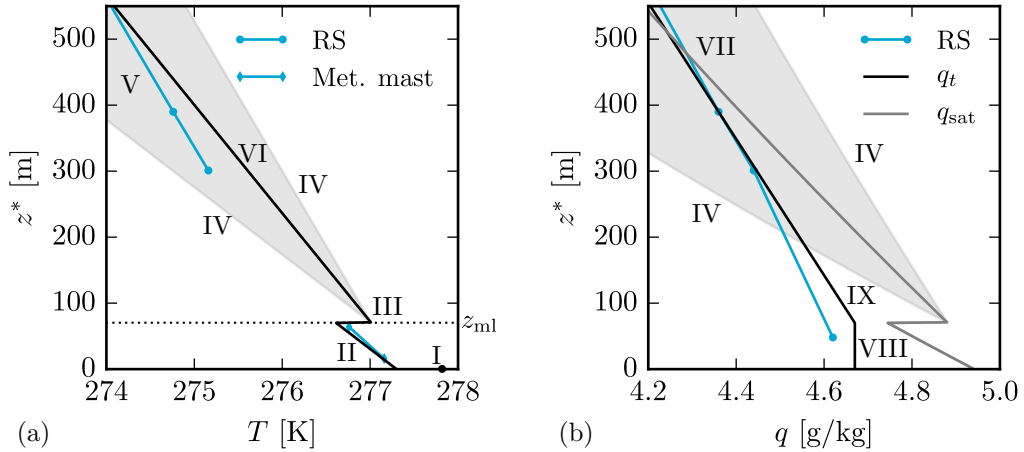 500
400
300
200
100
0
z* [m]
274
275
276
277
278
T [K]
(a)
RS
Met. mast
V
VI
IV
IV
III
II
I
z_ml
500
400
300
200
100
0
z* [m]
4.2
4.4
4.6
4.8
5.0
q [g/kg]
(b)
RS
q_t
q_sat
VII
IV
IV
IX
VIII